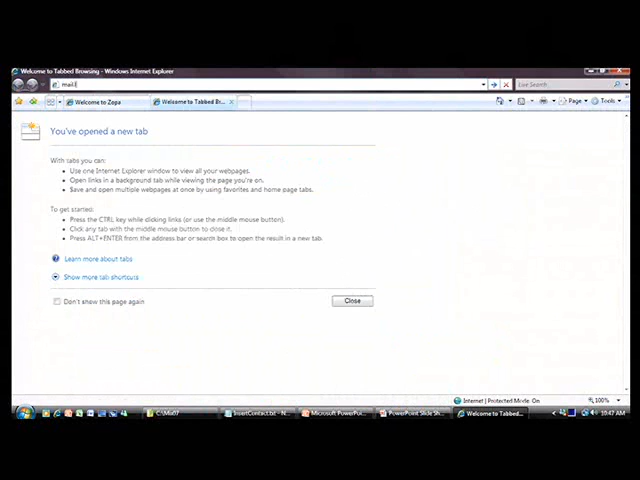 Welcome to Tabbed Browsing - Windows Internet Explorer
mail.l
Live Search
Welcome to Zopa
Welcome to Tabbed Br...
Page
Tools
You've opened a new tab
With tabs you can:
Use one Internet Explorer window to view all your webpages.
Open links in a background tab while viewing the page you're on.
Save and open multiple webpages at once by using favorites and home page tabs.
To get started:
Press the CTRL key while clicking links (or use the middle mouse button).
Click any tab with the middle mouse button to close it.
Press ALT+ENTER from the address bar or search box to open the result in a new tab.
Learn more about tabs
Show more tab shortcuts
Don't show this page again
Close
Internet | Protected Mode: On
100%
C:\Mix07
InsertContact.txt - N...
Microsoft PowerPoi...
PowerPoint Slide Sh...
Welcome to Tabbed...
10:47 AM